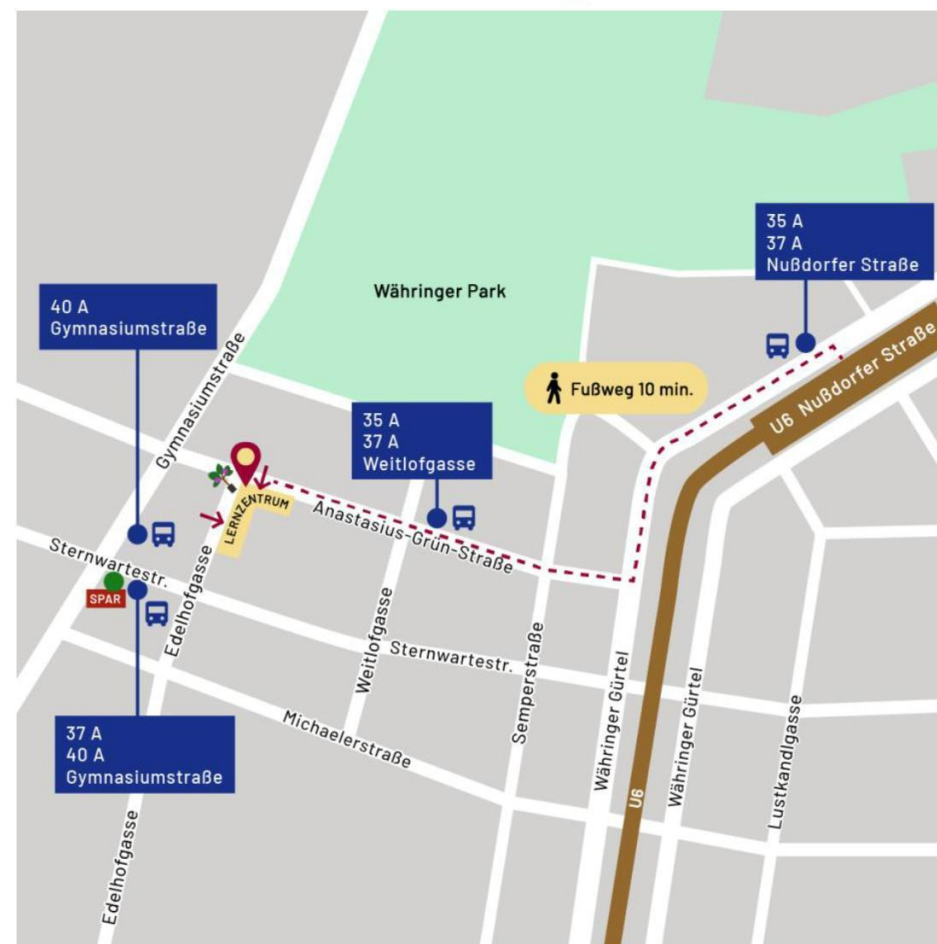 35 A
37 A
Nußdorfer Straße
Währinger Park
40 A
Gymnasiumstraße
U6 Nußdorfer Straße
Gymnasiumstraße
Fußweg 10 min.
35 A
37 A
Weitlofgasse
LERNZENTRUM
Anastasius-Grün-Straße
Sternwartestr.
SPAR
Edelhofgasse
Weitlofgasse
Sternwartestr.
Semperstraße
Währinger Gürtel
Währinger Gürtel
Lustkandlgasse
Michaelerstraße
37 A
40 A
Gymnasiumstraße
U6
Edelhofgasse